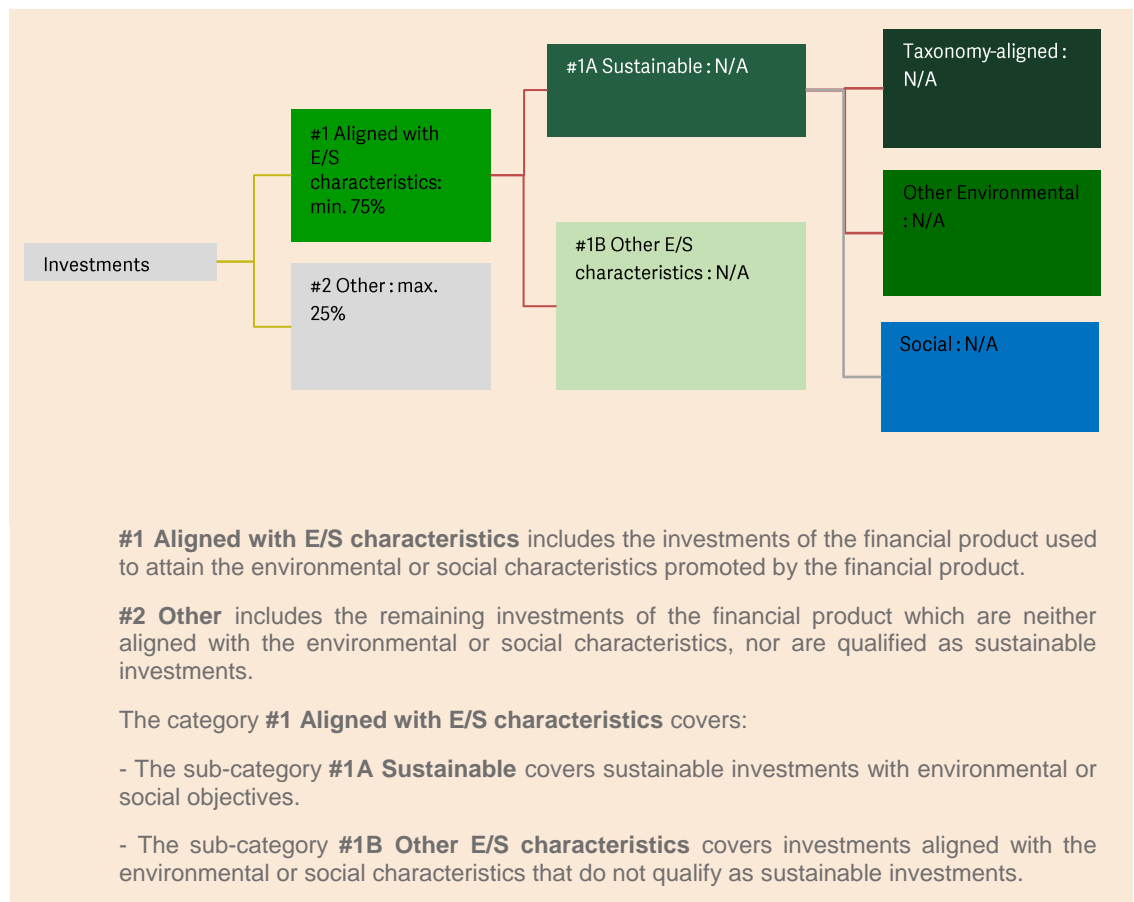 Investments
#1 Aligned with
E/S
characteristics:
min. 75%
#2 Other : max.
25%
#1A Sustainable : N/A
#1B Other E/S
characteristics : N/A
Taxonomy-aligned :
N/A
Other Environmental
: N/A
Social : N/A
#1 Aligned with E/S characteristics includes the investments of the financial product used
to attain the environmental or social characteristics promoted by the financial product.
#2 Other includes the remaining investments of the financial product which are neither
aligned with the environmental or social characteristics, nor are qualified as sustainable
investments.
The category #1 Aligned with E/S characteristics covers:
- The sub-category #1A Sustainable covers sustainable investments with environmental or
social objectives.
- The sub-category #1B Other E/S characteristics covers investments aligned with the
environmental or social characteristics that do not qualify as sustainable investments.